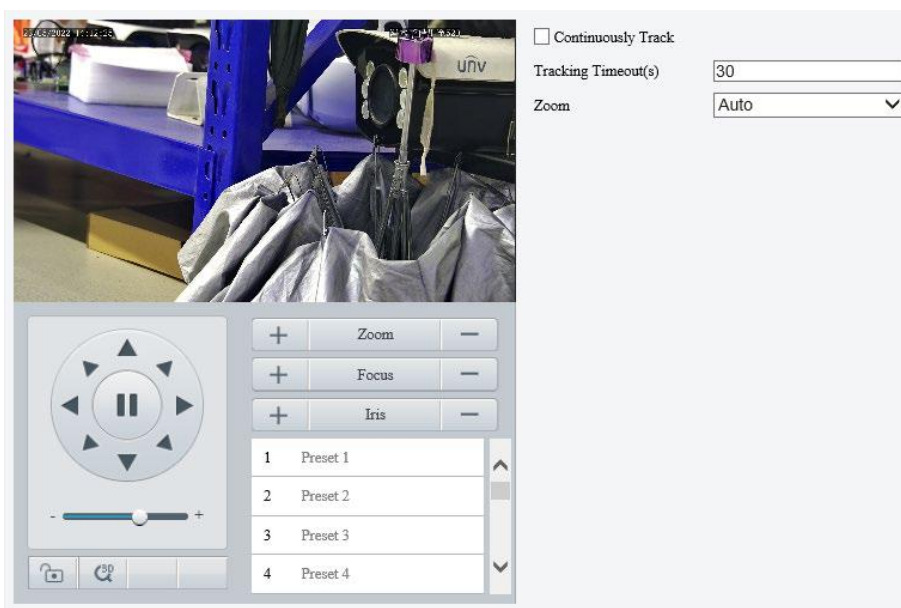 unv
Continuously Track
Tracking Timeout(s) 30
Zoom Auto
+ Zoom −
+ Focus −
+ Iris −
1 Preset 1
2 Preset 2
3 Preset 3
4 Preset 4
- +
3D